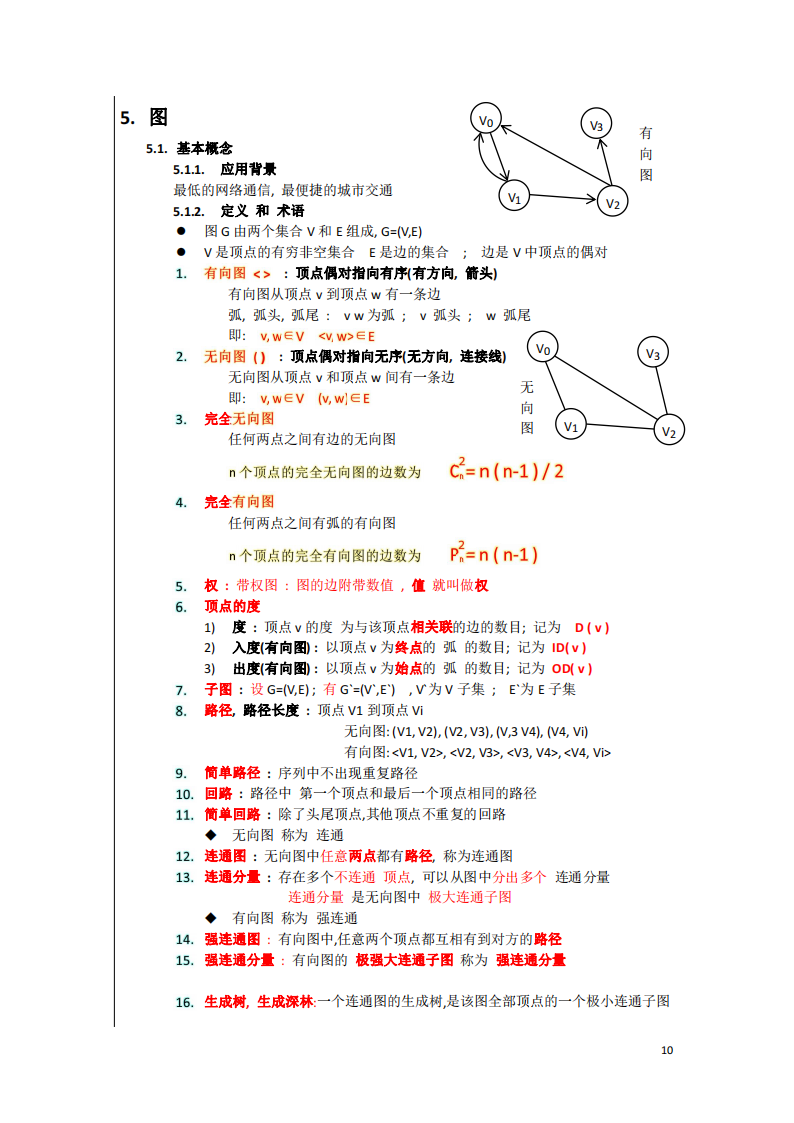 5. 图
5.1. 基本概念
5.1.1. 应用背景
最低的网络通信, 最便捷的城市交通
5.1.2. 定义 和 术语
● 图 G 由两个集合 V 和 E 组成, G=(V,E)
● V 是顶点的有穷非空集合 E 是边的集合 ; 边是 V 中顶点的偶对
V0
V3
V1
V2
有
向
图
1. 有向图 < > : 顶点偶对指向有序(有方向, 箭头)
有向图从顶点 v 到顶点 w 有一条边
弧, 弧头, 弧尾 : v w 为弧 ; v 弧头 ; w 弧尾
即: v, w∈V <v, w>∈E
2. 无向图 ( ) : 顶点偶对指向无序(无方向, 连接线)
无向图从顶点 v 和顶点 w 间有一条边
即: v, w∈V (v, w)∈E
V0
V3
V1
V2
无
向
图
3. 完全无向图
任何两点之间有边的无向图
n 个顶点的完全无向图的边数为 C²ₙ= n ( n-1 ) / 2
4. 完全有向图
任何两点之间有弧的有向图
n 个顶点的完全有向图的边数为 P²ₙ= n ( n-1 )
5. 权 : 带权图 : 图的边附带数值 , 值 就叫做权
6. 顶点的度
1) 度 : 顶点 v 的度 为与该顶点相关联的边的数目; 记为 D ( v )
2) 入度(有向图) : 以顶点 v 为终点的 弧 的数目; 记为 ID( v )
3) 出度(有向图) : 以顶点 v 为始点的 弧 的数目; 记为 OD( v )
7. 子图 : 设 G=(V,E) ; 有 G`=(V`,E`) , V`为 V 子集 ; E`为 E 子集
8. 路径, 路径长度 : 顶点 V1 到顶点 Vi
无向图: (V1, V2), (V2, V3), (V,3 V4), (V4, Vi)
有向图: <V1, V2>, <V2, V3>, <V3, V4>, <V4, Vi>
9. 简单路径 : 序列中不出现重复路径
10. 回路 : 路径中 第一个顶点和最后一个顶点相同的路径
11. 简单回路 : 除了头尾顶点,其他顶点不重复的回路
◆ 无向图 称为 连通
12. 连通图 : 无向图中任意两点都有路径, 称为连通图
13. 连通分量 : 存在多个不连通 顶点, 可以从图中分出多个 连通分量
连通分量 是无向图中 极大连通子图
◆ 有向图 称为 强连通
14. 强连通图 : 有向图中,任意两个顶点都互相有到对方的路径
15. 强连通分量 : 有向图的 极强大连通子图 称为 强连通分量
16. 生成树, 生成深林:一个连通图的生成树,是该图全部顶点的一个极小连通子图
10